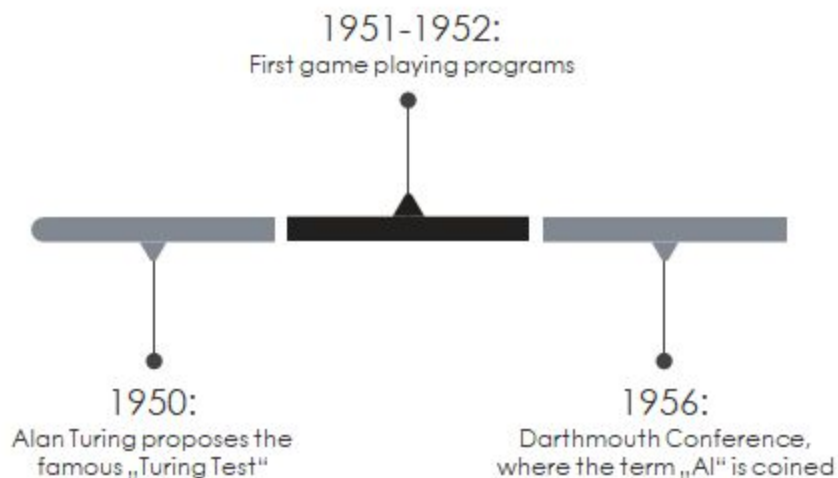 1951-1952:
First game playing programs
1950:
Alan Turing proposes the
famous „Turing Test“
1956:
Darthmouth Conference,
where the term „AI“ is coined